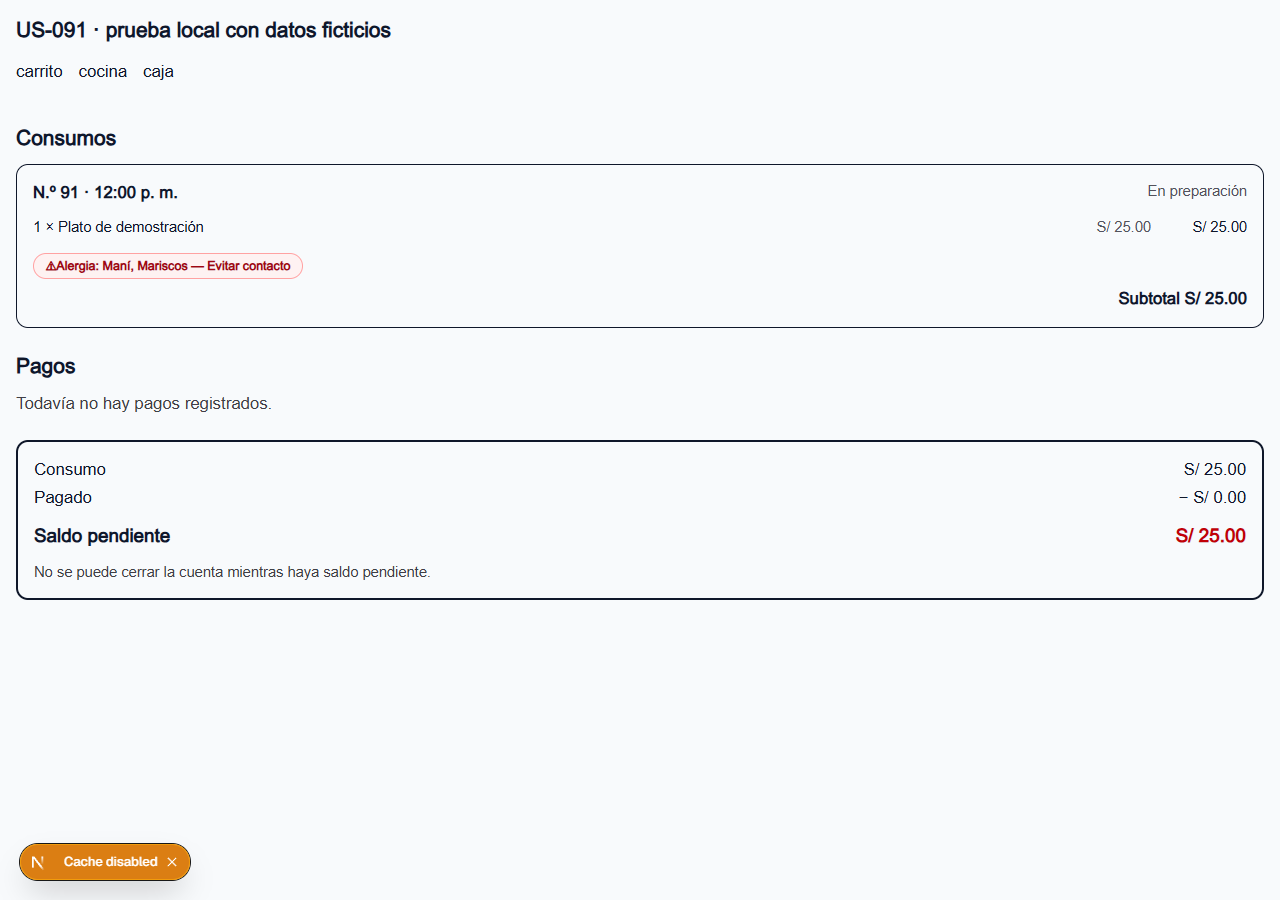 US-091 · prueba local con datos ficticios
carrito cocina caja
Consumos
N.º 91 · 12:00 p. m. En preparación
1 × Plato de demostración S/ 25.00 S/ 25.00
⚠Alergia: Maní, Mariscos — Evitar contacto
Subtotal S/ 25.00
Pagos
Todavía no hay pagos registrados.
Consumo S/ 25.00
Pagado − S/ 0.00
Saldo pendiente S/ 25.00
No se puede cerrar la cuenta mientras haya saldo pendiente.
N Cache disabled ×